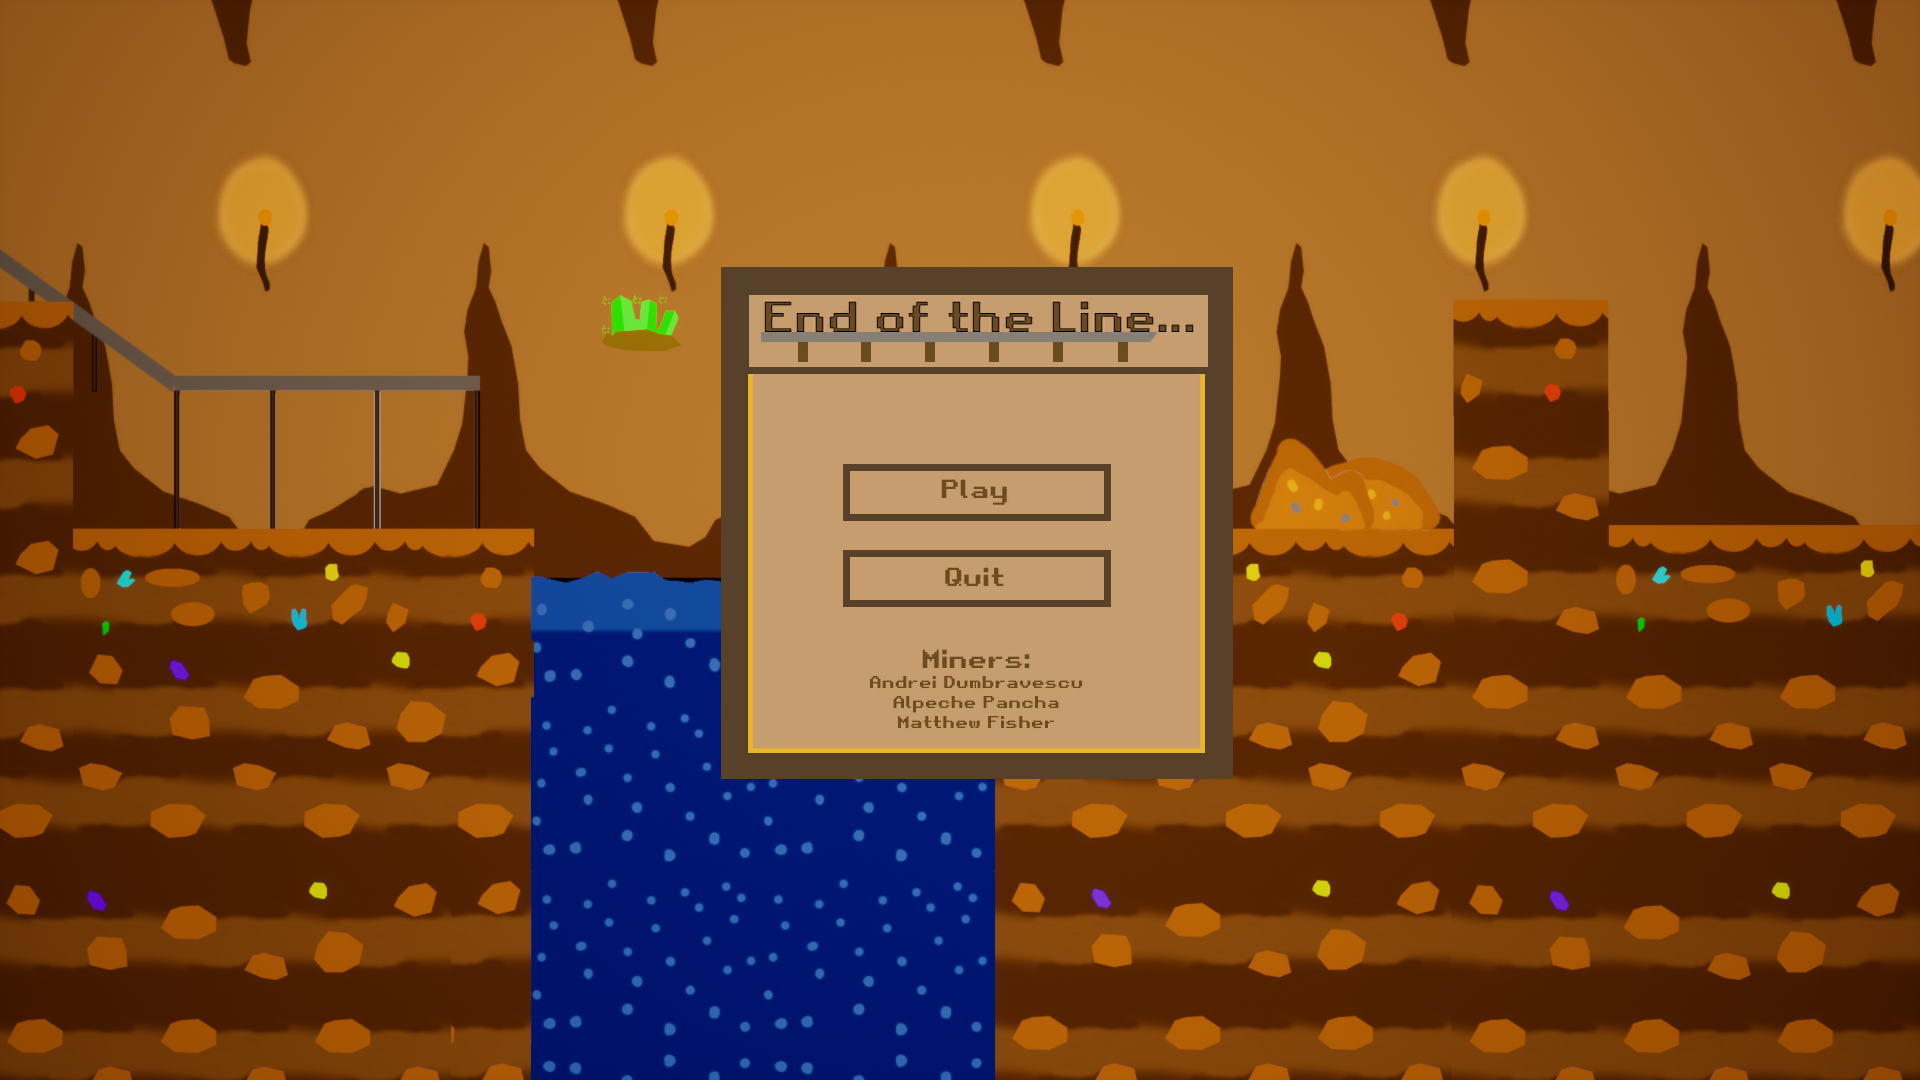 End of the Line...
Play
Quit
Miners:
Andrei Dumbravescu
Alpeche Pancha
Matthew Fisher